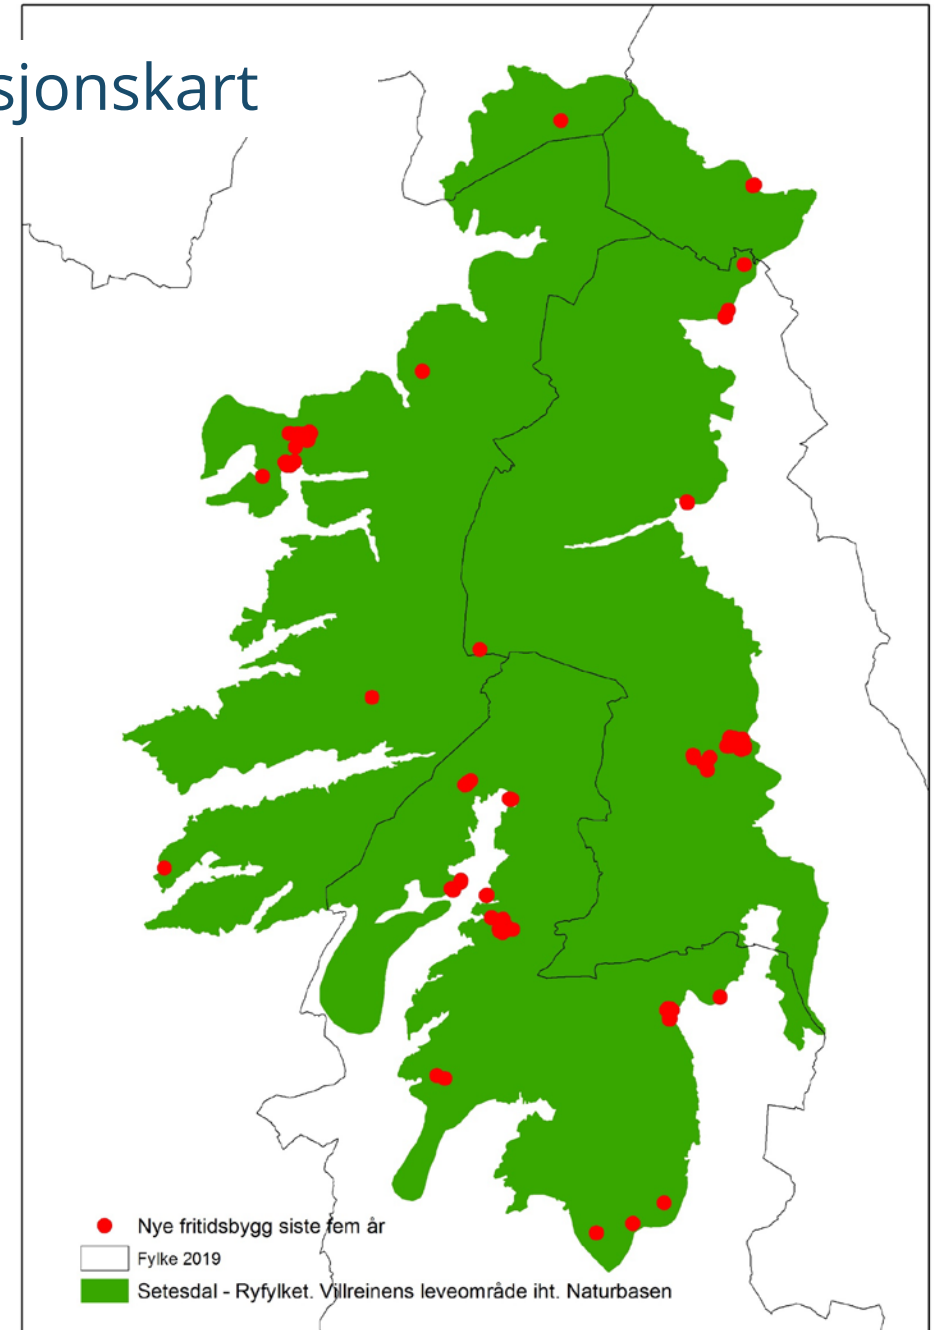 sjonskart
Nye fritidsbygg siste fem år
Fylke 2019
Setesdal - Ryfylket. Villreinens leveområde iht. Naturbasen